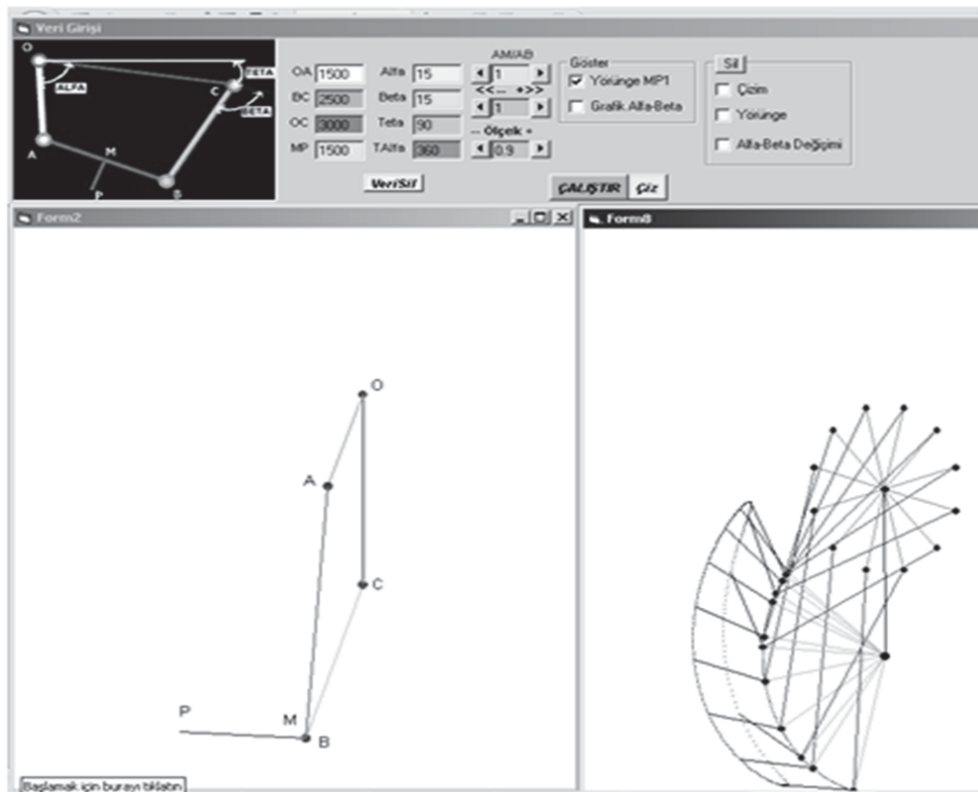 Veri Girişi
O
TETA
ALFA
C
BETA
A
M
P
B
OA 1500
BC 2500
OC 3000
MP 1500
Alfa 15
Beta 15
Teta 90
TAlfa 360
AM/AB
1
<<-- +>>
1
-- Ölçek +
0.9
VeriSil
Göster
Yörünge MP1
Grafik Alfa-Beta
Sil
Çizim
Yörünge
Alfa-Beta Değişimi
ÇALIŞTIR
Çiz
Form2
O
A
C
P
M
B
Başlamak için burayı tıklatın
Form8